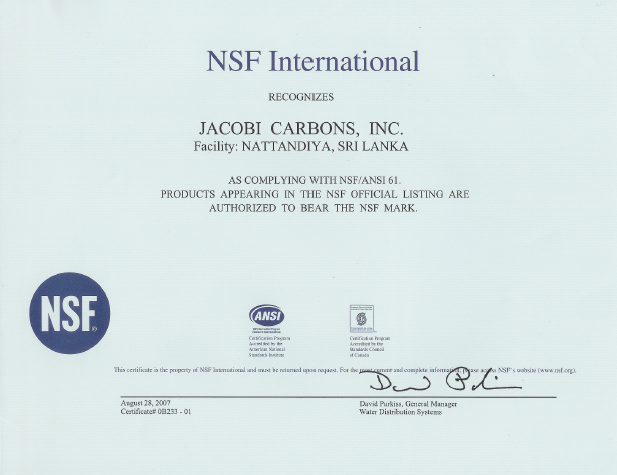 NSF International
RECOGNIZES
JACOBI CARBONS, INC.
Facility: NATTANDIYA, SRI LANKA
AS COMPLYING WITH NSF/ANSI 61.
PRODUCTS APPEARING IN THE NSF OFFICIAL LISTING ARE
AUTHORIZED TO BEAR THE NSF MARK.
NSF®
ANSI
Certification Program
Accredited by the
American National
Standards Institute
Certification Program
Accredited by the
Standards Council
of Canada
This certificate is the property of NSF International and must be returned upon request. For the most current and complete information, please access NSF's website (www.nsf.org).
August 28, 2007
Certificate# 0B233 - 01
David Purkiss, General Manager
Water Distribution Systems